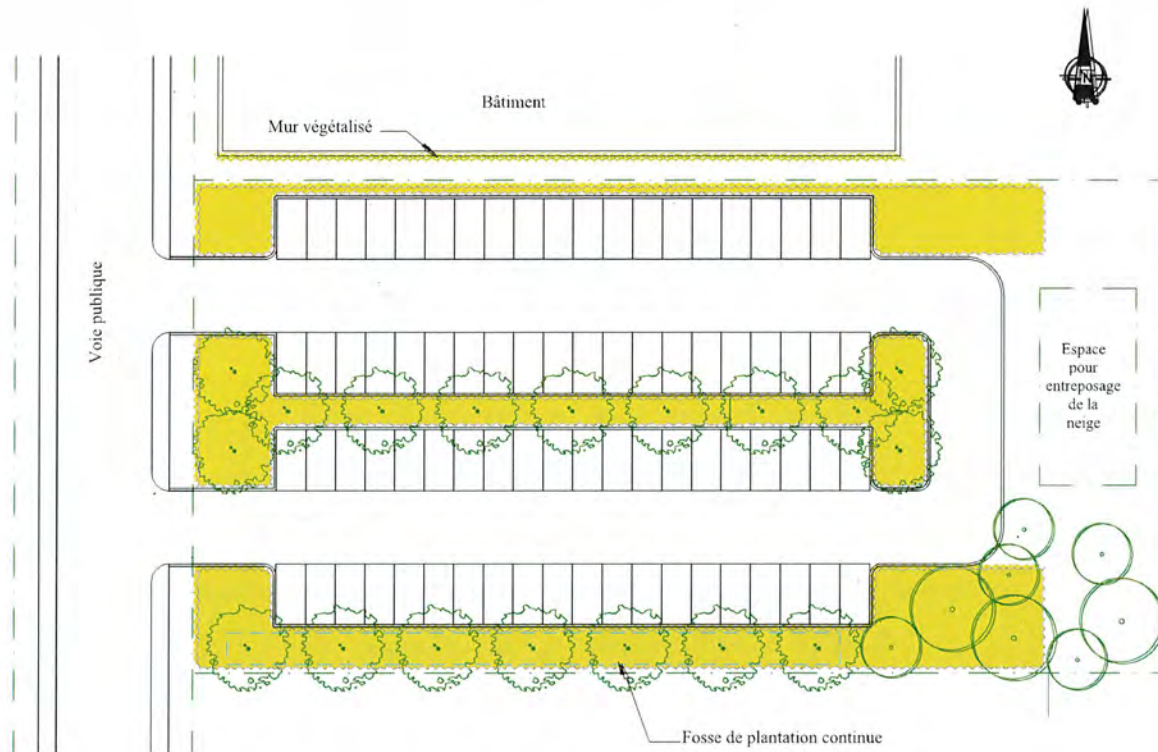 Bâtiment
Mur végétalisé
N
Voie publique
Espace
pour
entreposage
de la
neige
Fosse de plantation continue